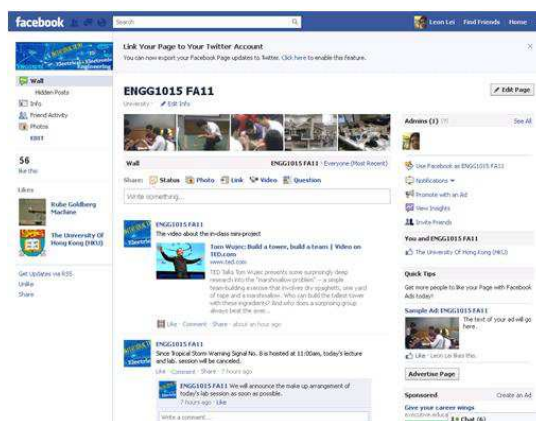 facebook
Search
Leon Lei Find Friends Home
Link Your Page to Your Twitter Account
You can now export your Facebook Page updates to Twitter. Click here to enable this feature.
Wall
Hidden Posts
Info
Friend Activity
Photos
EDIT
56
like this
Likes
Rube Goldberg
Machine
The University Of
Hong Kong (HKU)
Get Updates via RSS
Unlike
Share
ENGG1015 FA11
University · Edit Info
Wall ENGG1015 FA11 · Everyone (Most Recent)
Share: Status Photo Link Video Question
Write something...
ENGG1015 FA11
The video about the in-class mini-project
Tom Wujec: Build a tower, build a team | Video on
TED.com
www.ted.com
TED Talks Tom Wujec presents some surprisingly deep
research into the "marshmallow problem" -- a simple
team-building exercise that involves dry spaghetti, one yard
of tape and a marshmallow. Who can build the tallest tower
with these ingredients? And why does a surprising group
always beat the aver...
Like · Comment · Share · about an hour ago
ENGG1015 FA11
Since Tropical Storm Warning Signal No. 8 is hoisted at 11:00am, today's lecture
and lab. session will be canceled.
Like · Comment · Share · 7 hours ago
ENGG1015 FA11 We will announce the make up arrangement of
today's lab session as soon as possible.
7 hours ago · Like
Write a comment...
Edit Page
Admins (1) See All
Use Facebook as ENGG1015 FA11
Notifications
Promote with an Ad
View Insights
Invite Friends
You and ENGG1015 FA11
The University Of Hong Kong (HKU)
Quick Tips
Get more people to like your Page with Facebook
Ads today!
Sample Ad: ENGG1015 FA11
The text of your ad will go
here.
Like · Leon Lei likes this.
Advertise Page
Sponsored Create an Ad
Give your career wings
Chat (6)